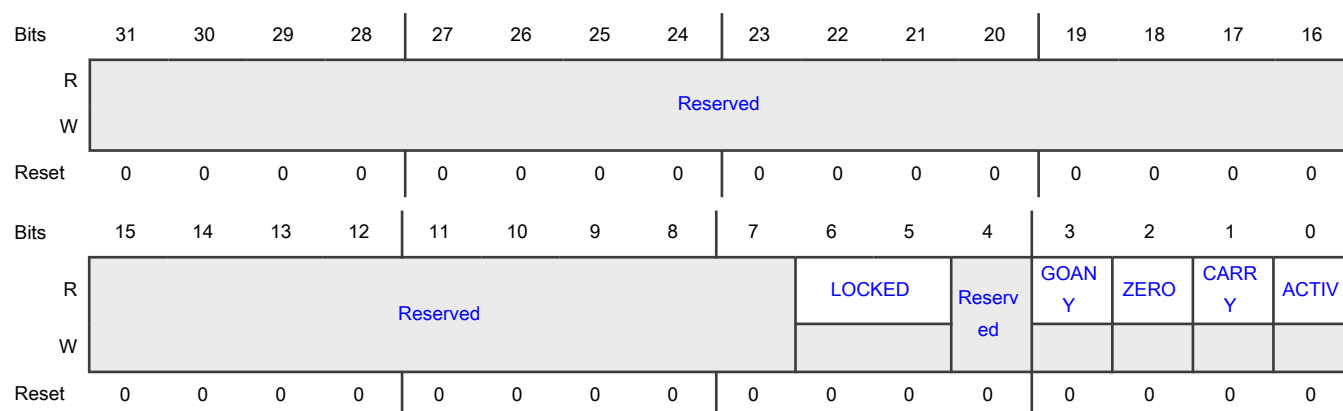 Bits 31 30 29 28 27 26 25 24 23 22 21 20 19 18 17 16
R
Reserved
W
Reset 0 0 0 0 0 0 0 0 0 0 0 0 0 0 0 0
Bits 15 14 13 12 11 10 9 8 7 6 5 4 3 2 1 0
R Reserved LOCKED Reserv
ed GOAN
Y ZERO CARR
Y ACTIV
W
Reset 0 0 0 0 0 0 0 0 0 0 0 0 0 0 0 0